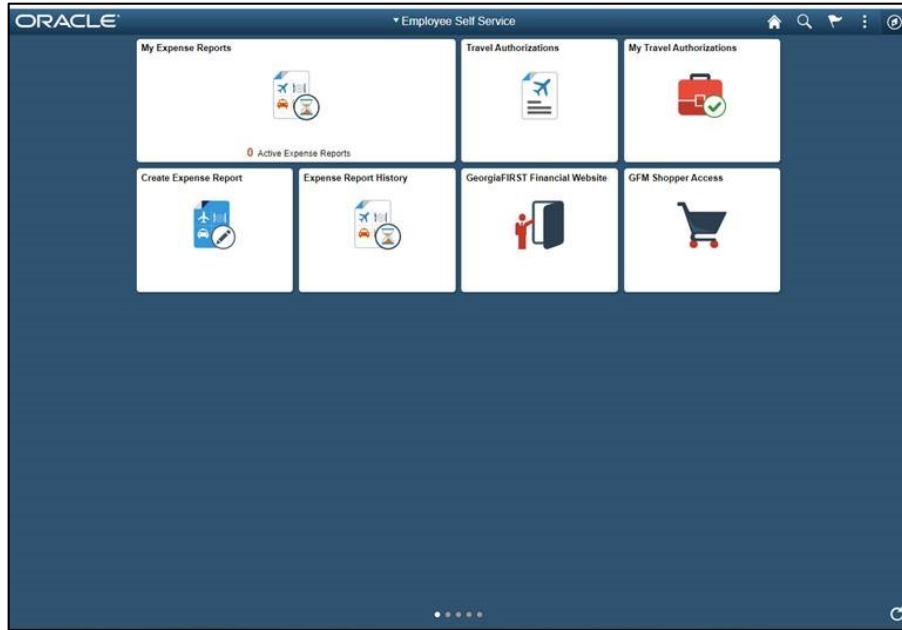 ORACLE
Employee Self Service
My Expense Reports
Travel Authorizations
My Travel Authorizations
0 Active Expense Reports
Create Expense Report
Expense Report History
GeorgiaFIRST Financial Website
GFM Shopper Access